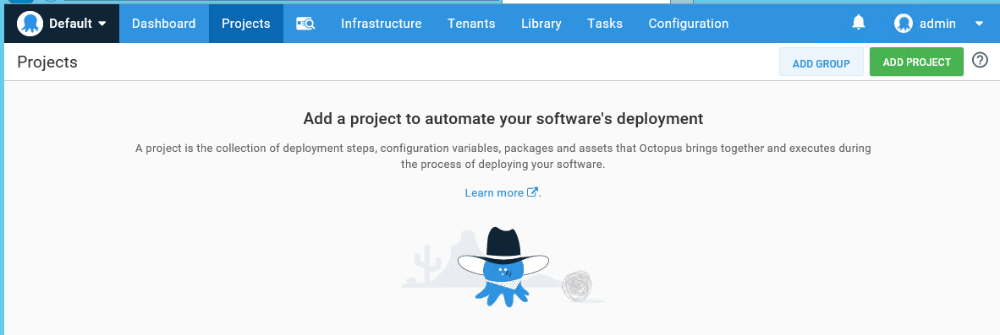 Default Dashboard Projects Infrastructure Tenants Library Tasks Configuration admin
Projects ADD GROUP ADD PROJECT ?
Add a project to automate your software's deployment
A project is the collection of deployment steps, configuration variables, packages and assets that Octopus brings together and executes during
the process of deploying your software.
Learn more .